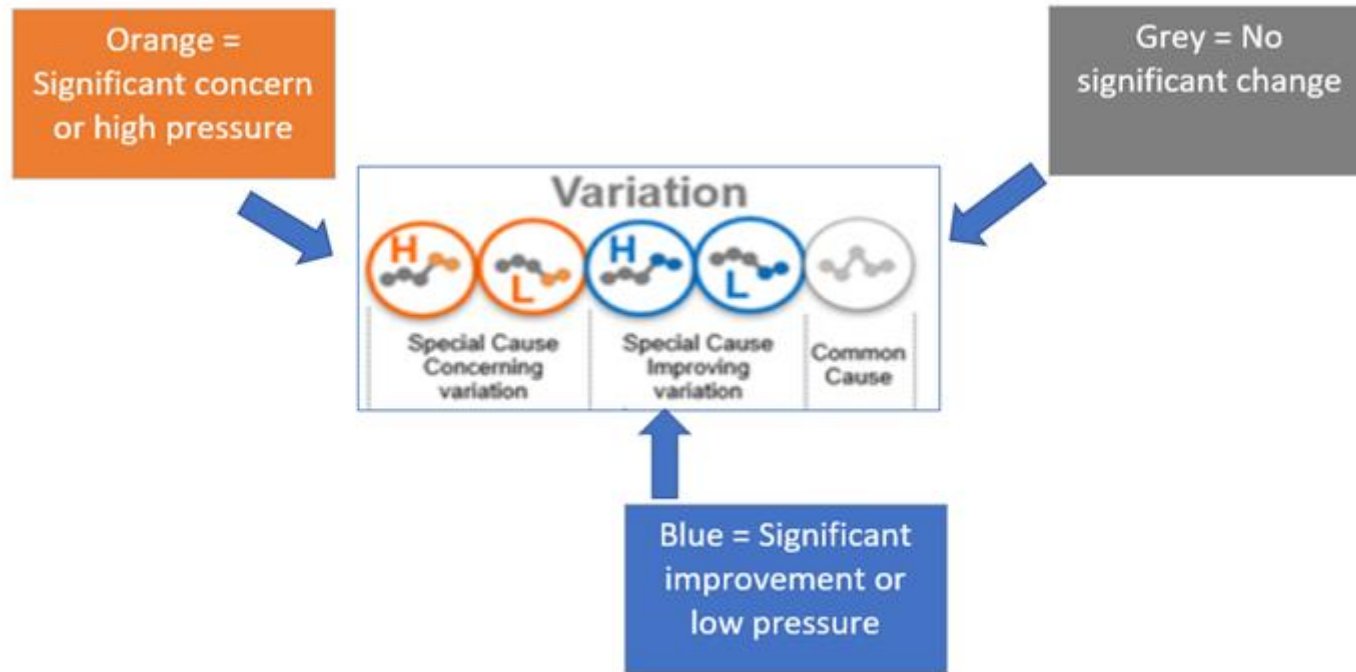 Orange =
Significant concern
or high pressure
Grey = No
significant change
Variation
H
L
H
L
Special Cause
Concerning
variation
Special Cause
Improving
variation
Common
Cause
Blue = Significant
improvement or
low pressure